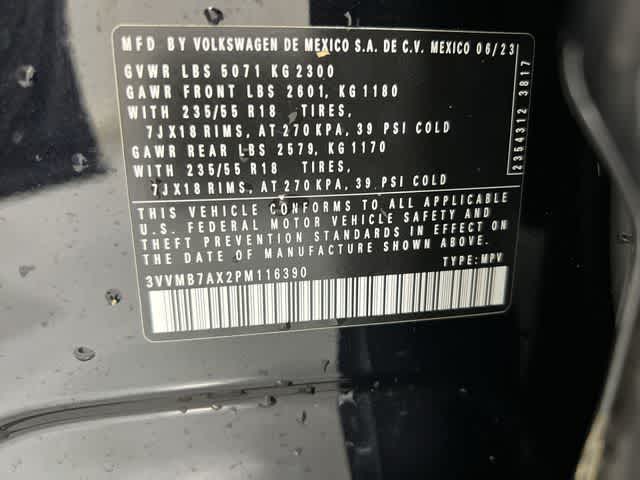 MFD BY VOLKSWAGEN DE MEXICO S.A. DE C.V. MEXICO 06/23
GVWR LBS 5071 KG 2300
GAWR FRONT LBS 2601, KG 1180
WITH 235/55 R18 TIRES,
7JX18 RIMS, AT 270 KPA, 39 PSI COLD
GAWR REAR LBS 2579, KG 1170
WITH 235/55 R18 TIRES,
7JX18 RIMS, AT 270 KPA, 39 PSI COLD
THIS VEHICLE CONFORMS TO ALL APPLICABLE
U.S. FEDERAL MOTOR VEHICLE SAFETY AND
THEFT PREVENTION STANDARDS IN EFFECT ON
THE DATE OF MANUFACTURE SHOWN ABOVE.
3VVMB7AX2PM116390 TYPE: MPV
2354312 3817